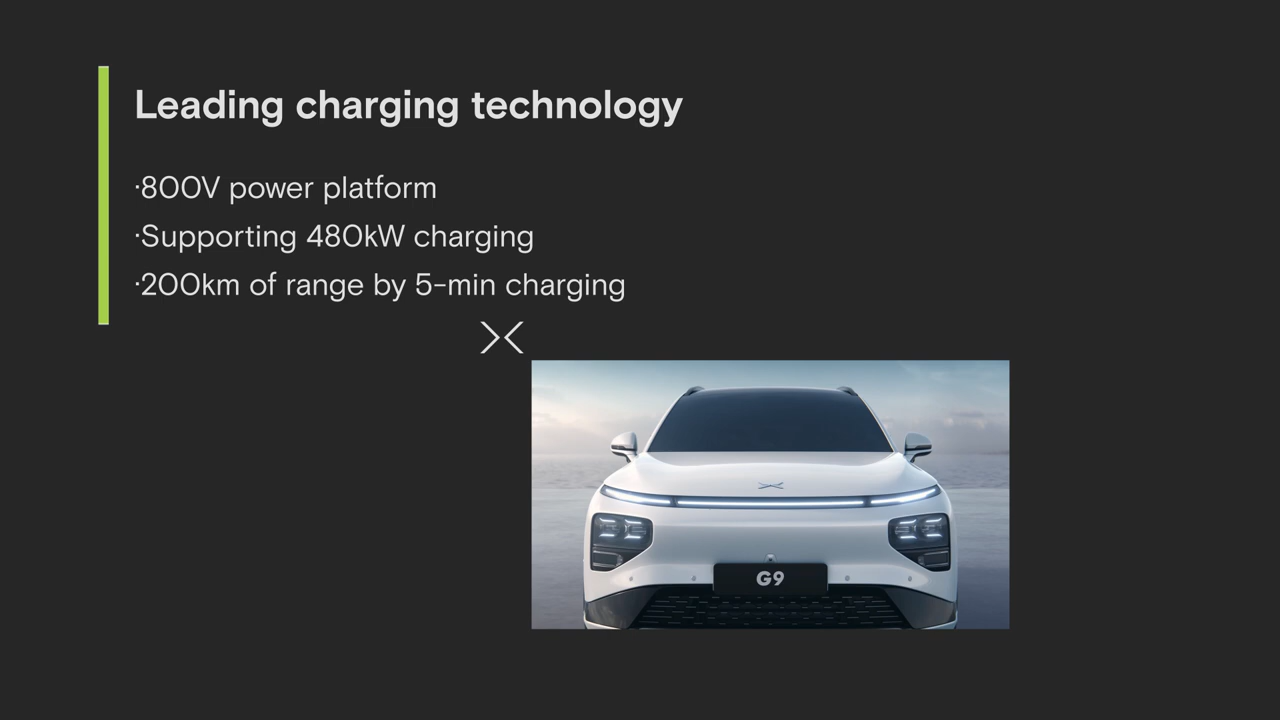 Leading charging technology
·800V power platform
·Supporting 480kW charging
·200km of range by 5-min charging
G9